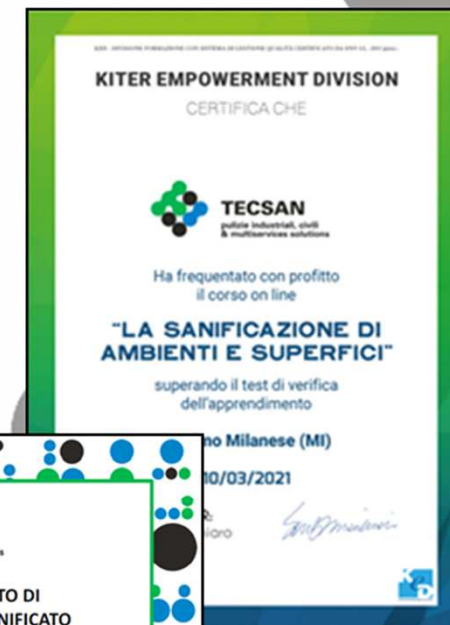 KITER EMPOWERMENT DIVISION
CERTIFICA CHE
TECSAN
pulizie industriali, civili
& multiservices solutions
Ha frequentato con profitto
il corso on line
"LA SANIFICAZIONE DI
AMBIENTI E SUPERFICI"
superando il test di verifica
dell'apprendimento
Milanese (MI)
10/03/2021
TO DI
NIFICATO